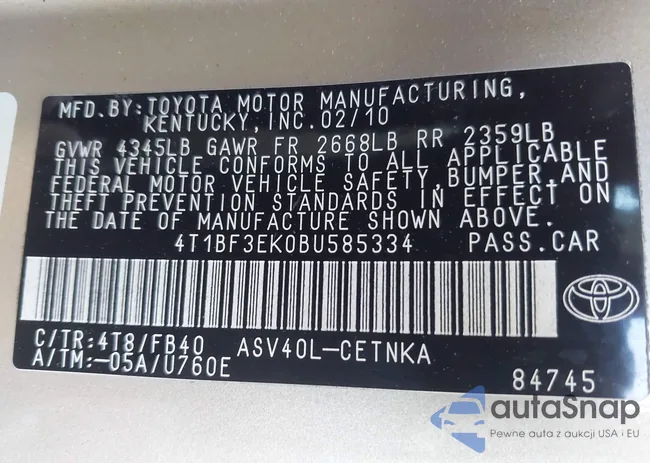 MFD.BY:TOYOTA MOTOR MANUFACTURING,
KENTUCKY,INC.02/10
GVWR 4345LB GAWR FR 2668LB RR 2359LB
THIS VEHICLE CONFORMS TO ALL APPLICABLE
FEDERAL MOTOR VEHICLE SAFETY,BUMPER,AND
THEFT PREVENTION STANDARDS IN EFFECT ON
THE DATE OF MANUFACTURE SHOWN ABOVE.
4T1BF3EK0BU585334 PASS.CAR
C/TR:4T8/FB40 ASV40L-CETNKA
A/TM:-05A/U760E
84745
autaSnap
Pewne auta z aukcji USA i EU